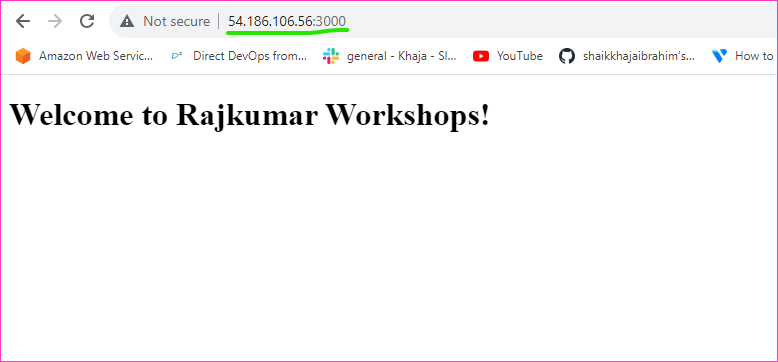 Not secure 54.186.106.56:3000
Amazon Web Servic... D³ Direct DevOps from... general - Khaja - Sl... YouTube shaikkhajaibrahim's... How to
Welcome to Rajkumar Workshops!